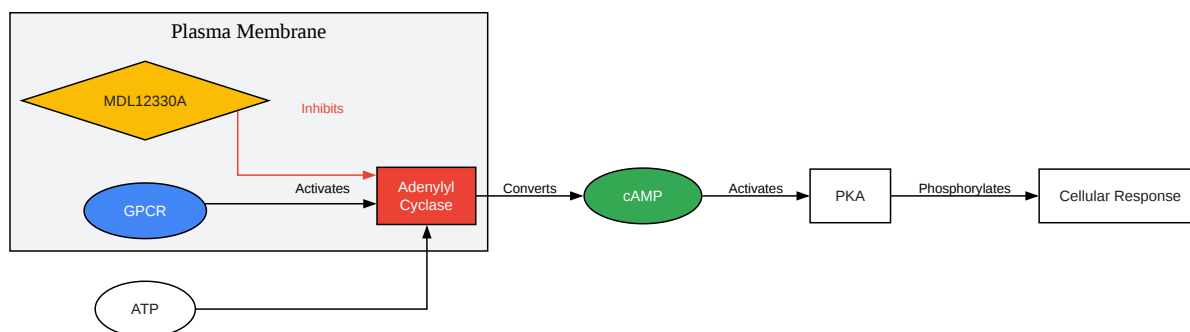 Plasma Membrane
MDL12330A
Inhibits
Activates
GPCR
Adenylyl
Cyclase
Converts
cAMP
Activates
PKA
Phosphorylates
Cellular Response
ATP